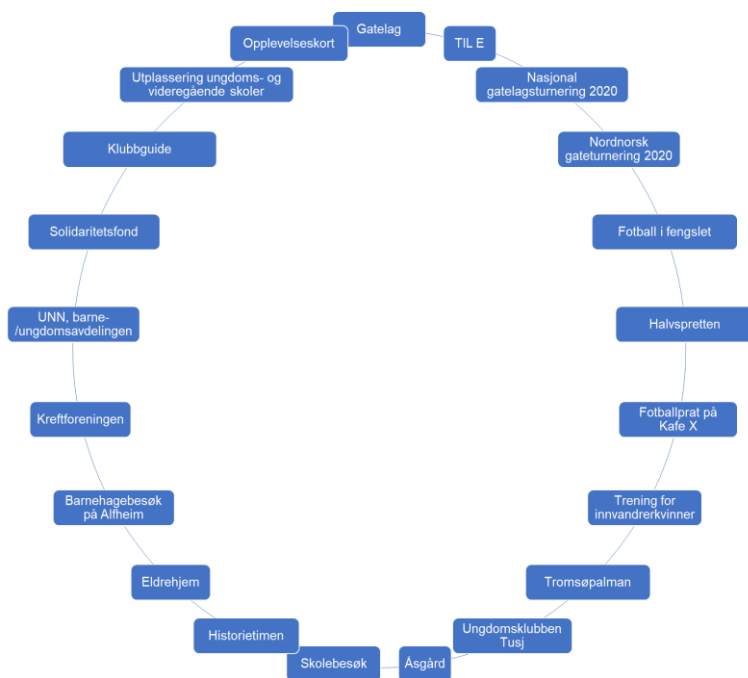 Gatelag
TIL E
Nasjonal
gatelagsturnering 2020
Nordnorsk
gateturnering 2020
Fotball i fengslet
Halvspretten
Fotballprat på
Kafe X
Trening for
innvandrerkvinner
Tromsøpalman
Ungdomsklubben
Tusj
Åsgård
Skolebesøk
Historietimen
Eldrehjem
Barnehagebesøk
på Alfheim
Kreftforeningen
UNN, barne-
/ungdomsavdelingen
Solidaritetsfond
Klubbguide
Utplassering ungdoms- og
videregående skoler
Opplevelseskort